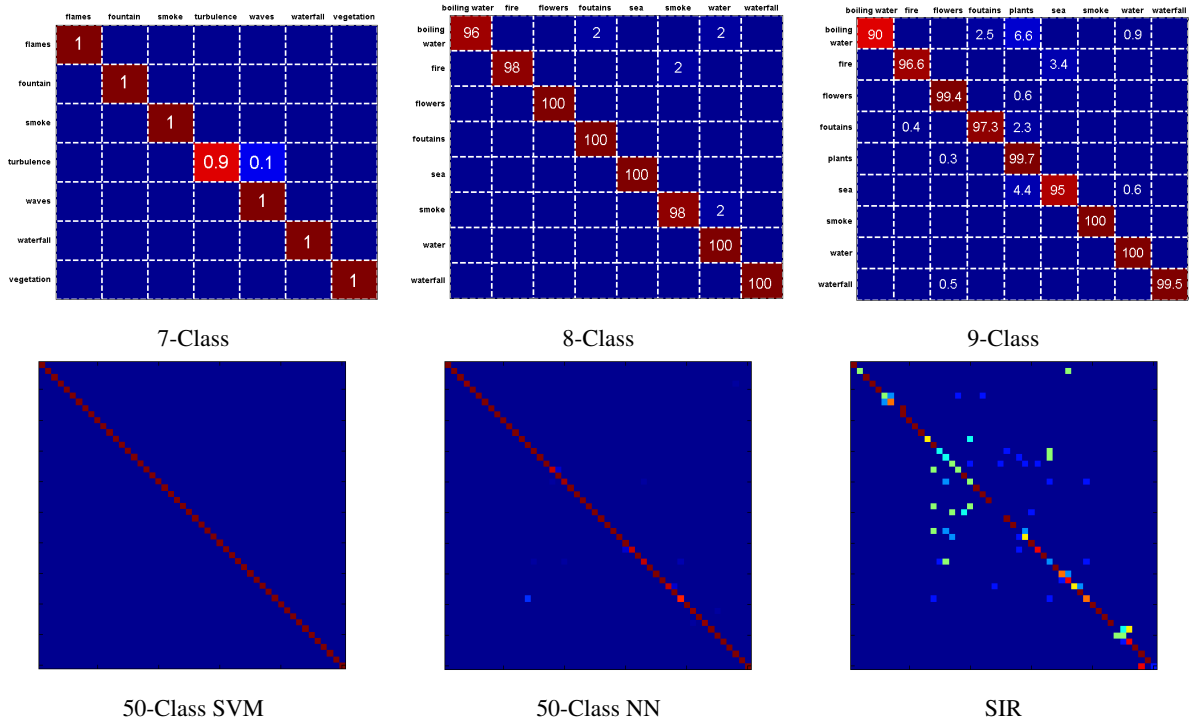 flames fountain smoke turbulence waves waterfall vegetation
flames 1
fountain 1
smoke 1
turbulence 0.9 0.1
waves 1
waterfall 1
vegetation 1
7-Class
boiling water fire flowers foutains sea smoke water waterfall
boiling
water
96 2 2
fire 98 2
flowers 100
foutains 100
sea 100
smoke 98 2
water 100
waterfall 100
8-Class
boiling water fire flowers foutains plants sea smoke water waterfall
boiling
water
90 2.5 6.6 0.9
fire 96.6 3.4
flowers 99.4 0.6
foutains 0.4 97.3 2.3
plants 0.3 99.7
sea 4.4 95 0.6
smoke 100
water 100
waterfall 0.5 99.5
9-Class
50-Class SVM
50-Class NN
SIR